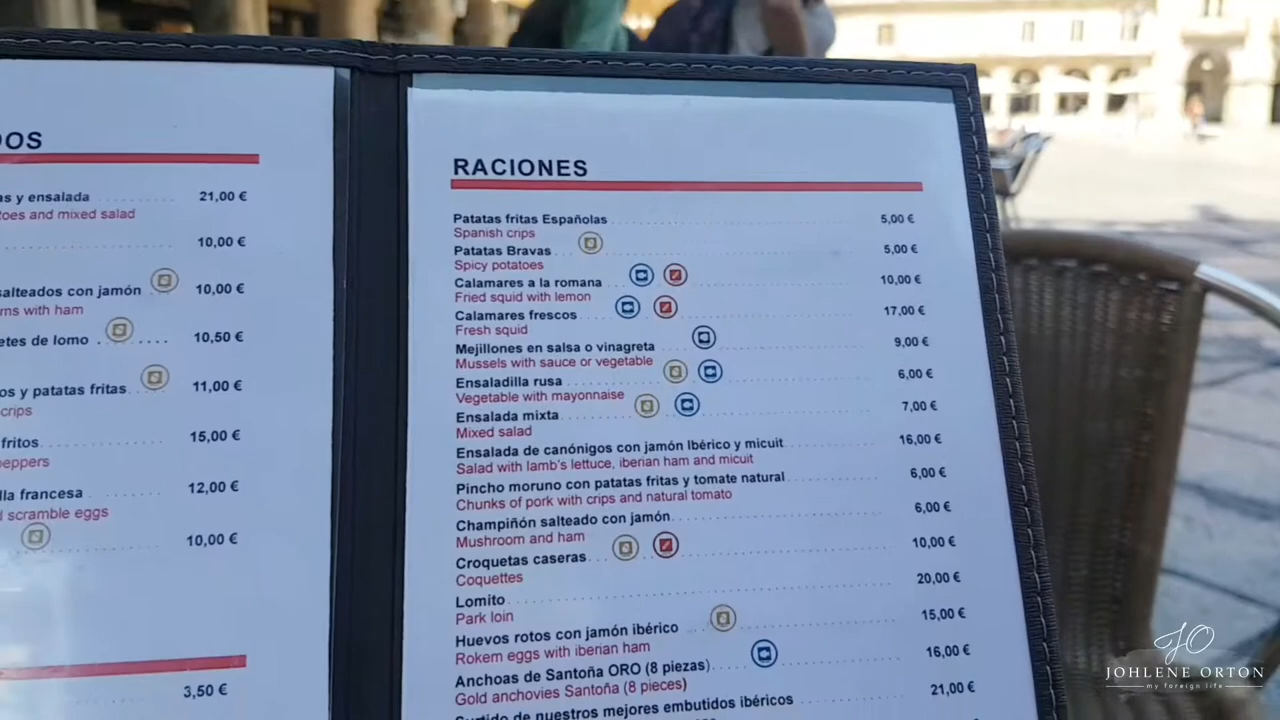 DOS
as y ensalada 21,00 €
toes and mixed salad
10,00 €
salteados con jamón 10,00 €
rns with ham
etes de lomo 10,50 €
os y patatas fritas 11,00 €
crips
fritos 15,00 €
peppers
lla francesa 12,00 €
scramble eggs
10,00 €
3,50 €
RACIONES
Patatas fritas Españolas 5,00 €
Spanish crips
Patatas Bravas 5,00 €
Spicy potatoes
Calamares a la romana 10,00 €
Fried squid with lemon
Calamares frescos 17,00 €
Fresh squid
Mejillones en salsa o vinagreta 9,00 €
Mussels with sauce or vegetable
Ensaladilla rusa 6,00 €
Vegetable with mayonnaise
Ensalada mixta 7,00 €
Mixed salad
Ensalada de canónigos con jamón Ibérico y micuit 16,00 €
Salad with lamb's lettuce, iberian ham and micuit
Pincho moruno con patatas fritas y tomate natural 6,00 €
Chunks of pork with crips and natural tomato
Champiñón salteado con jamón 6,00 €
Mushroom and ham
Croquetas caseras 10,00 €
Coquettes
Lomito 20,00 €
Park loin
Huevos rotos con jamón ibérico 15,00 €
Rokem eggs with iberian ham
Anchoas de Santoña ORO (8 piezas) 16,00 €
Gold anchovies Santoña (8 pieces)
Surtido de nuestros mejores embutidos ibéricos 21,00 €
JO
JOHLENE ORTON
my foreign life